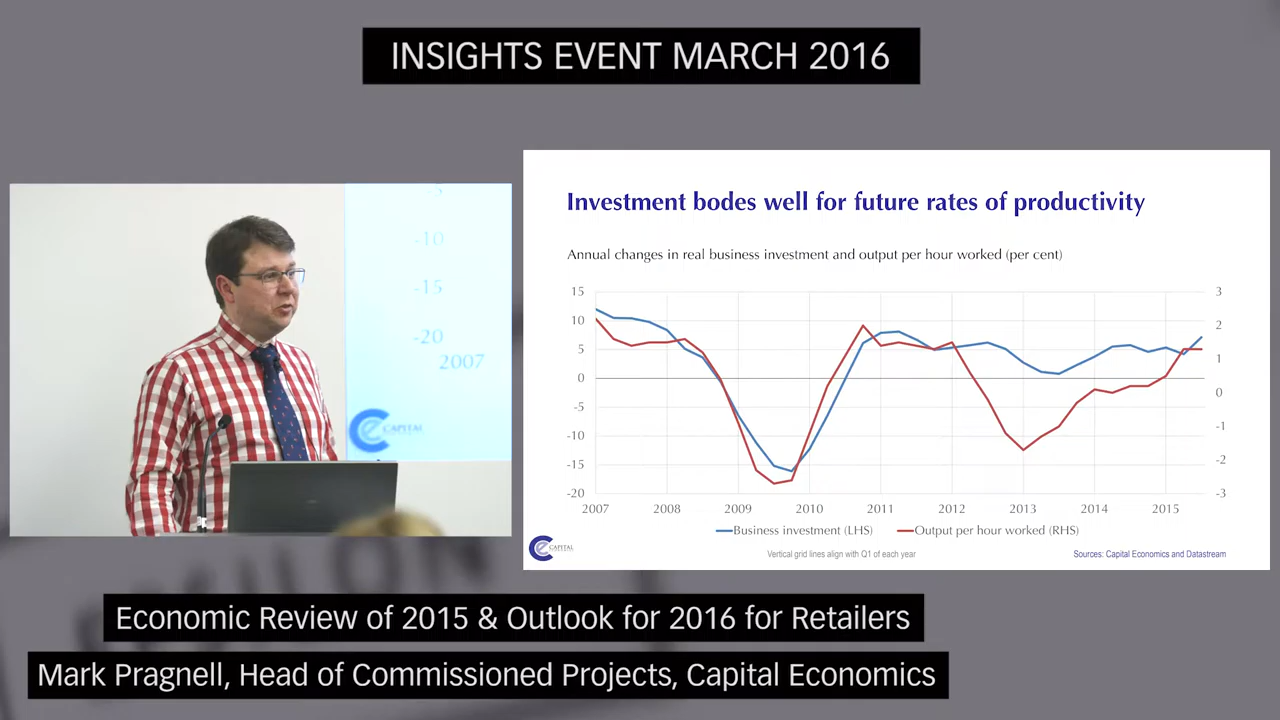 INSIGHTS EVENT MARCH 2016
-5
-10
-15
-20
2007
CAPITAL
Investment bodes well for future rates of productivity
Annual changes in real business investment and output per hour worked (per cent)
15
10
5
0
-5
-10
-15
-20
3
2
1
0
-1
-2
-3
2007 2008 2009 2010 2011 2012 2013 2014 2015
Business investment (LHS) Output per hour worked (RHS)
CAPITAL
Vertical grid lines align with Q1 of each year
Sources: Capital Economics and Datastream
Economic Review of 2015 & Outlook for 2016 for Retailers
Mark Pragnell, Head of Commissioned Projects, Capital Economics